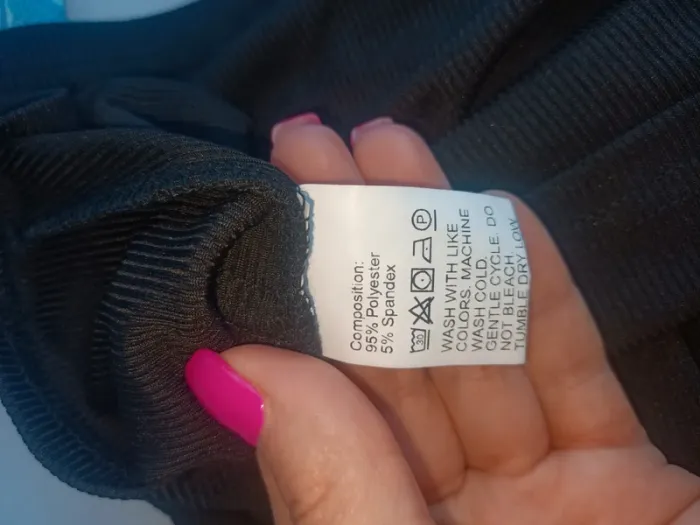 Composition:
95% Polyester
5% Spandex
30 P
WASH WITH LIKE
COLORS. MACHINE
WASH COLD.
GENTLE CYCLE. DO
NOT BLEACH.
TUMBLE DRY LOW